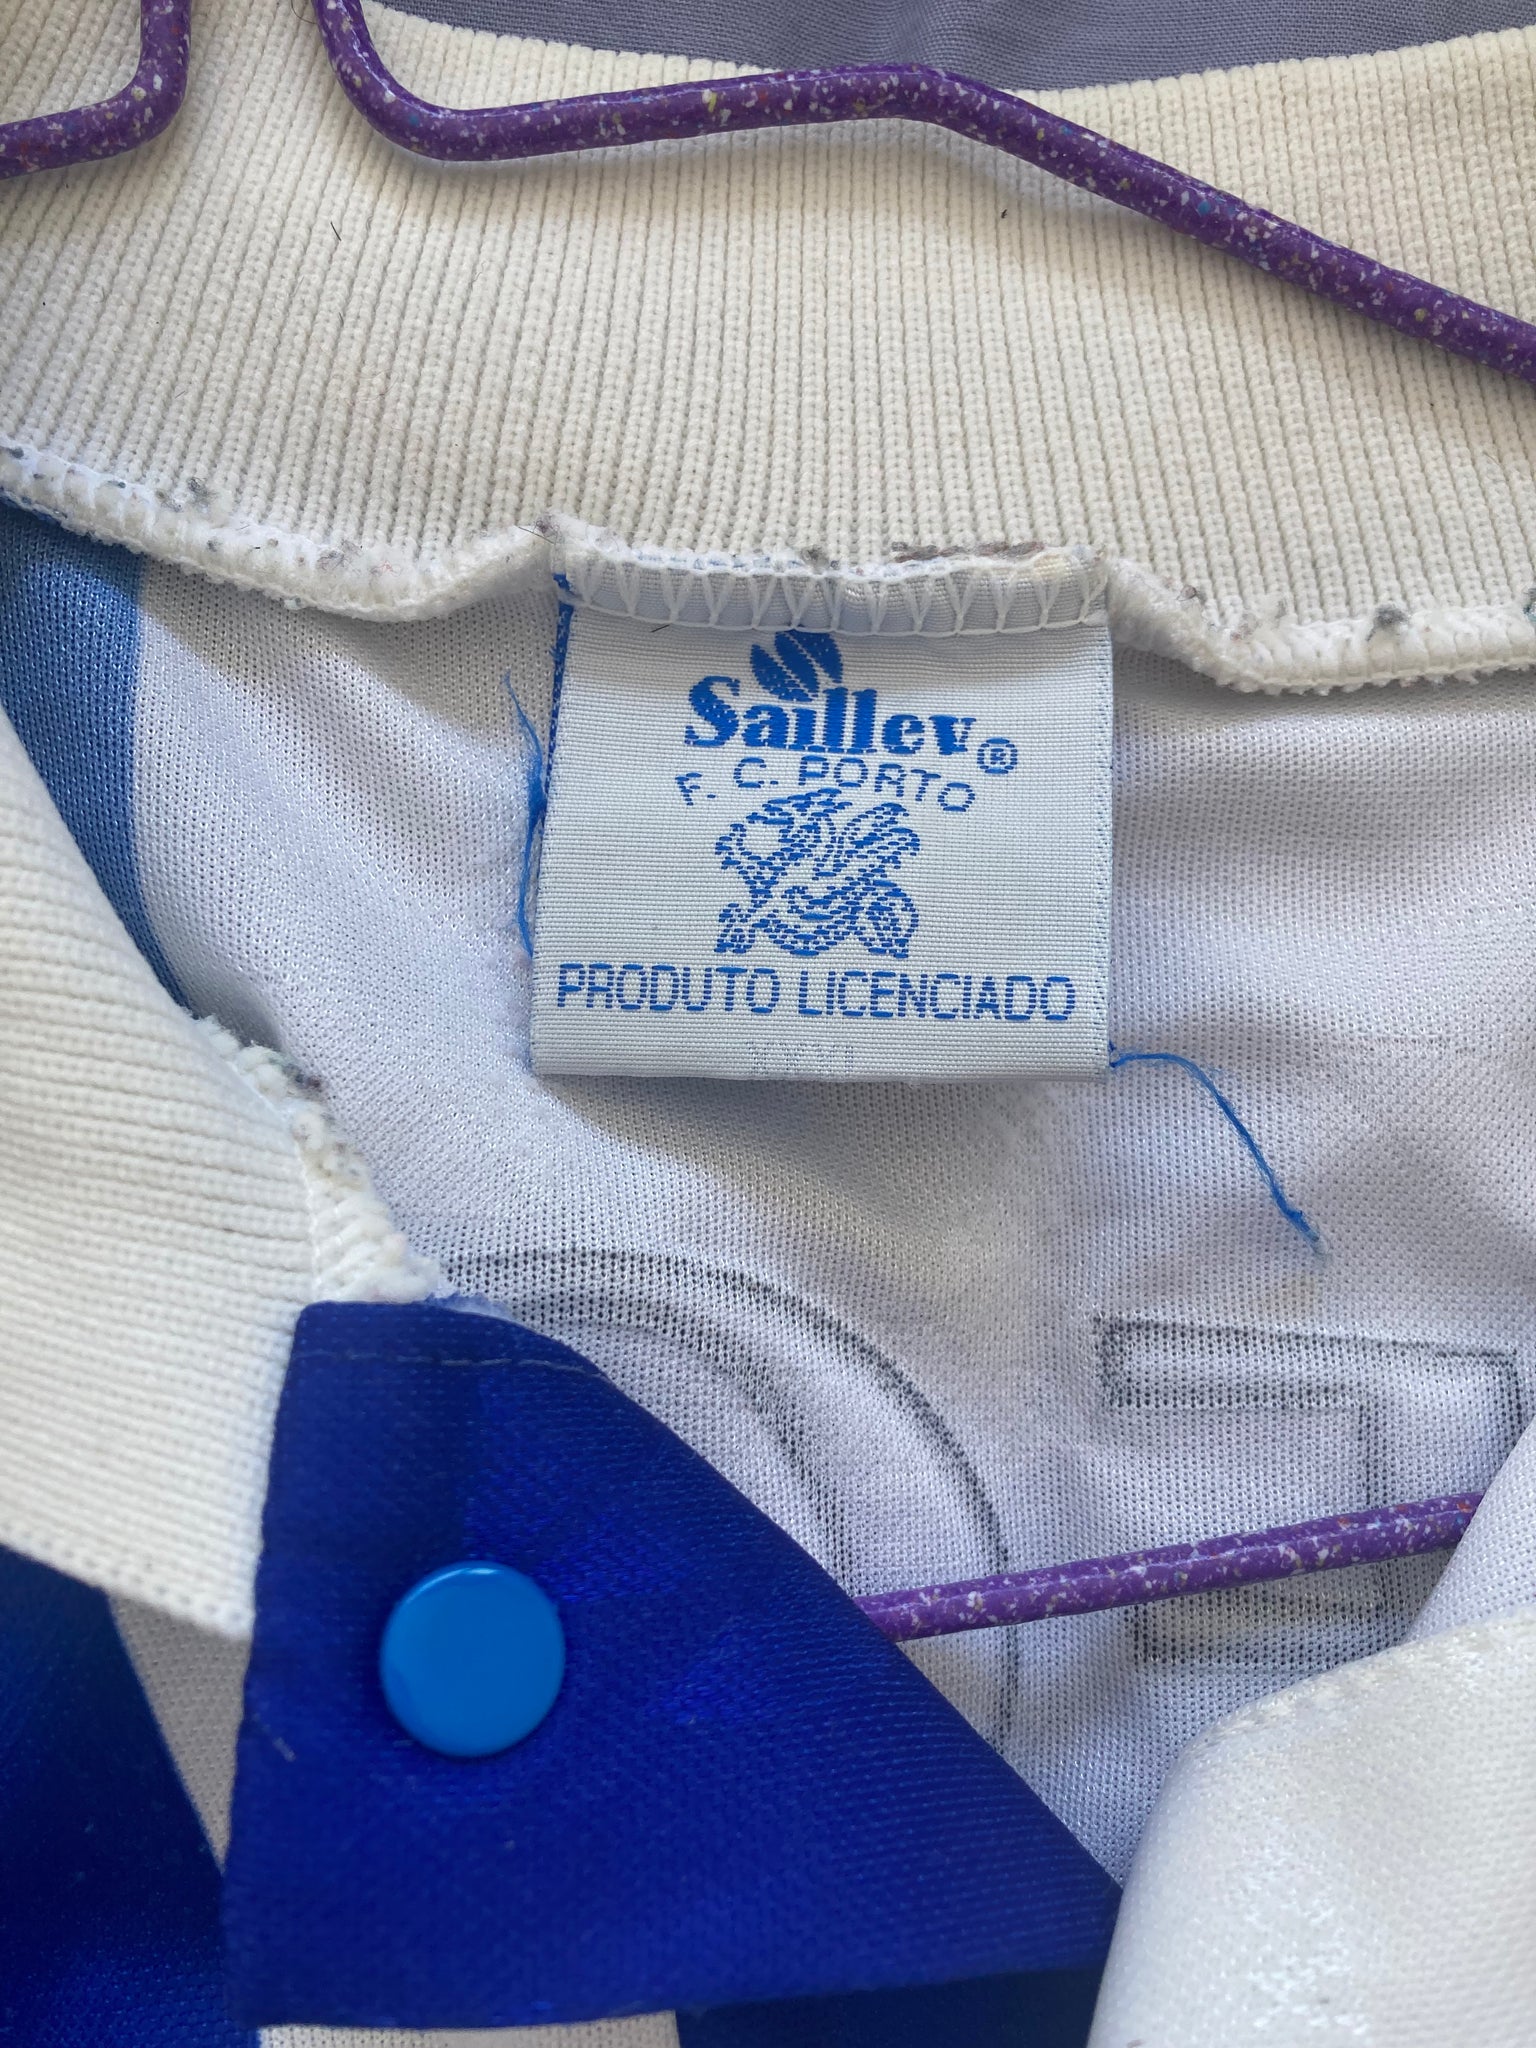 Saillev®
F. C. PORTO
PRODUTO LICENCIADO